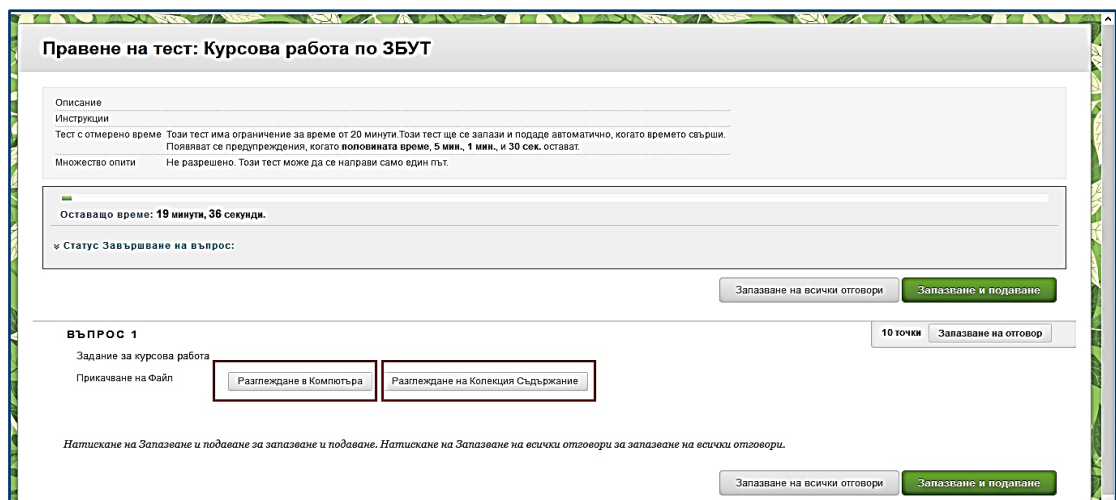 Правене на тест: Курсова работа по ЗБУТ
Описание
Инструкции
Тест с отмерено време Този тест има ограничение за време от 20 минути.Този тест ще се запази и подаде автоматично, когато времето свърши.
Появяват се предупреждения, когато половината време, 5 мин., 1 мин., и 30 сек. остават.
Множество опити Не разрешено. Този тест може да се направи само един път.
Оставащо време: 19 минути, 36 секунди.
Статус Завършване на въпрос:
Запазване на всички отговори Запазване и подаване
ВЪПРОС 1 10 точки Запазване на отговор
Задание за курсова работа
Прикачване на Файл Разглеждане в Компютъра Разглеждане на Колекция Съдържание
Натискане на Запазване и подаване за запазване и подаване. Натискане на Запазване на всички отговори за запазване на всички отговори.
Запазване на всички отговори Запазване и подаване